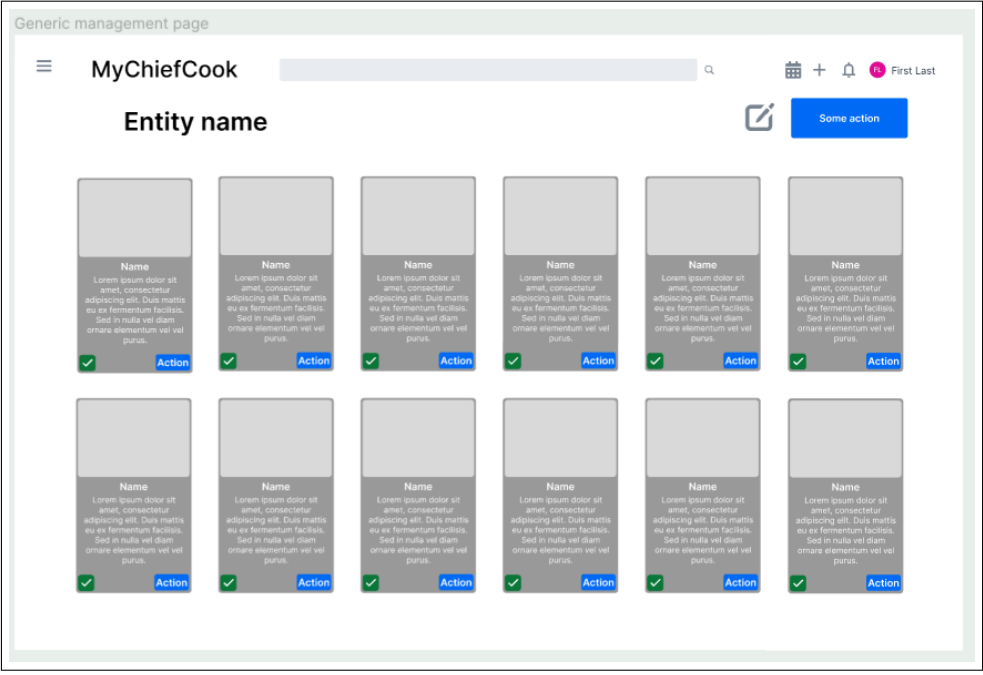 Generic management page
MyChiefCook
FL First Last
Entity name
Some action
Name
Lorem ipsum dolor sit
amet, consectetur
adipiscing elit. Duis mattis
eu ex fermentum facilisis.
Sed in nulla vel diam
ornare elementum vel vel
purus.
Action
Name
Lorem ipsum dolor sit
amet, consectetur
adipiscing elit. Duis mattis
eu ex fermentum facilisis.
Sed in nulla vel diam
ornare elementum vel vel
purus.
Action
Name
Lorem ipsum dolor sit
amet, consectetur
adipiscing elit. Duis mattis
eu ex fermentum facilisis.
Sed in nulla vel diam
ornare elementum vel vel
purus.
Action
Name
Lorem ipsum dolor sit
amet, consectetur
adipiscing elit. Duis mattis
eu ex fermentum facilisis.
Sed in nulla vel diam
ornare elementum vel vel
purus.
Action
Name
Lorem ipsum dolor sit
amet, consectetur
adipiscing elit. Duis mattis
eu ex fermentum facilisis.
Sed in nulla vel diam
ornare elementum vel vel
purus.
Action
Name
Lorem ipsum dolor sit
amet, consectetur
adipiscing elit. Duis mattis
eu ex fermentum facilisis.
Sed in nulla vel diam
ornare elementum vel vel
purus.
Action
Name
Lorem ipsum dolor sit
amet, consectetur
adipiscing elit. Duis mattis
eu ex fermentum facilisis.
Sed in nulla vel diam
ornare elementum vel vel
purus.
Action
Name
Lorem ipsum dolor sit
amet, consectetur
adipiscing elit. Duis mattis
eu ex fermentum facilisis.
Sed in nulla vel diam
ornare elementum vel vel
purus.
Action
Name
Lorem ipsum dolor sit
amet, consectetur
adipiscing elit. Duis mattis
eu ex fermentum facilisis.
Sed in nulla vel diam
ornare elementum vel vel
purus.
Action
Name
Lorem ipsum dolor sit
amet, consectetur
adipiscing elit. Duis mattis
eu ex fermentum facilisis.
Sed in nulla vel diam
ornare elementum vel vel
purus.
Action
Name
Lorem ipsum dolor sit
amet, consectetur
adipiscing elit. Duis mattis
eu ex fermentum facilisis.
Sed in nulla vel diam
ornare elementum vel vel
purus.
Action
Name
Lorem ipsum dolor sit
amet, consectetur
adipiscing elit. Duis mattis
eu ex fermentum facilisis.
Sed in nulla vel diam
ornare elementum vel vel
purus.
Action